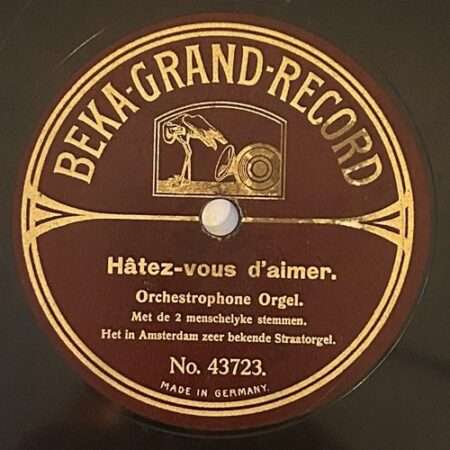 BEKA-GRAND-RECORD
Hâtez-vous d'aimer.
Orchestrophone Orgel.
Met de 2 menschelyke stemmen.
Het in Amsterdam zeer bekende Straatorgel.
No. 43723.
MADE IN GERMANY.